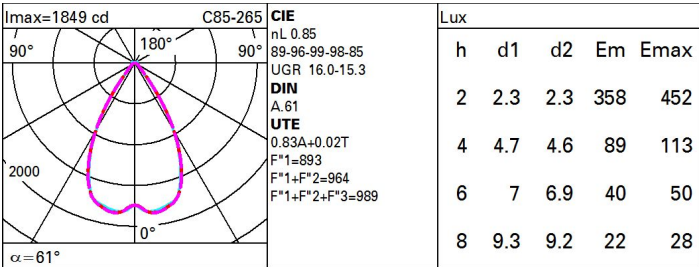 Imax=1849 cd C85-265
90° 180° 90°
2000
0°
α=61°
CIE
nL 0.85
89-96-99-98-85
UGR 16.0-15.3
DIN
A.61
UTE
0.83A+0.02T
F"1=893
F"1+F"2=964
F"1+F"2+F"3=989
Lux
h d1 d2 Em Emax
2 2.3 2.3 358 452
4 4.7 4.6 89 113
6 7 6.9 40 50
8 9.3 9.2 22 28